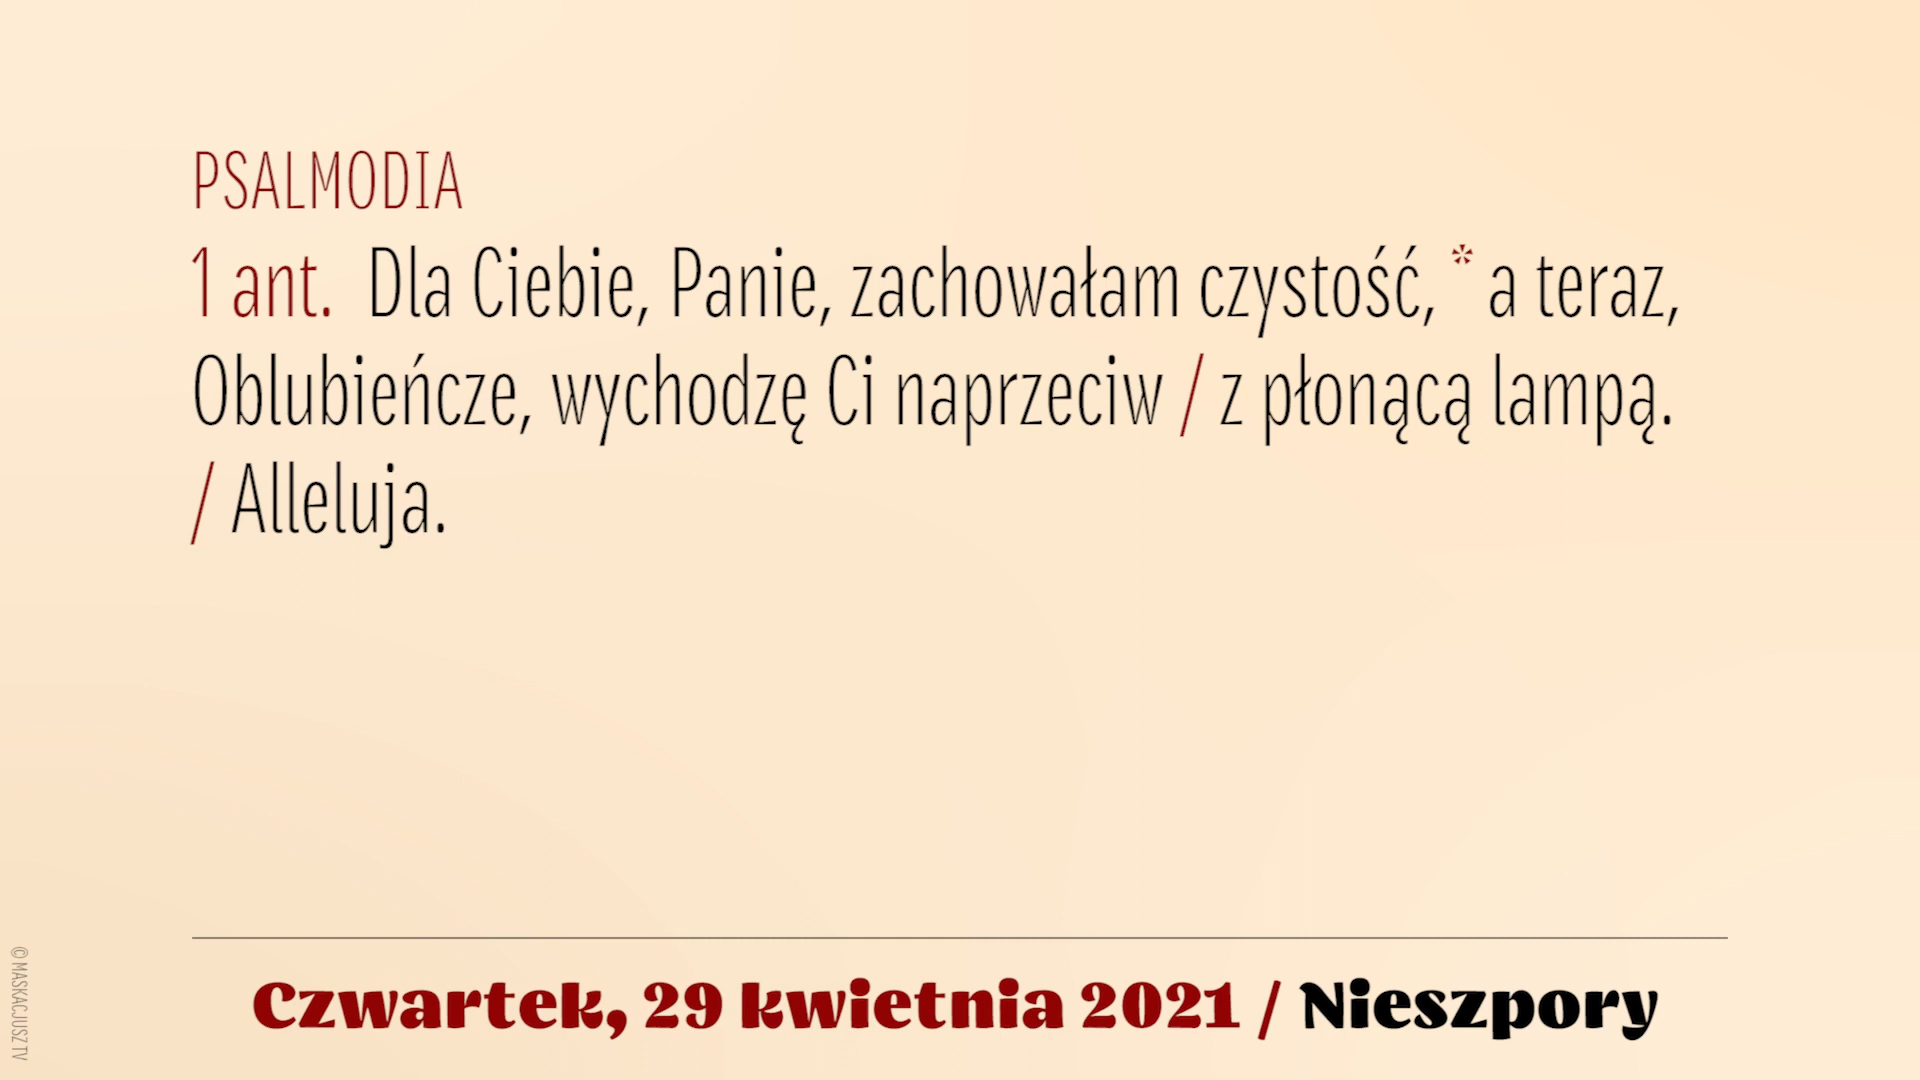 PSALMODIA
1 ant. Dla Ciebie, Panie, zachowałam czystość, * a teraz,
Oblubieńcze, wychodzę Ci naprzeciw / z płonącą lampą.
/ Alleluja.
Czwartek, 29 kwietnia 2021 / Nieszpory
© MASKACJUSZ TV